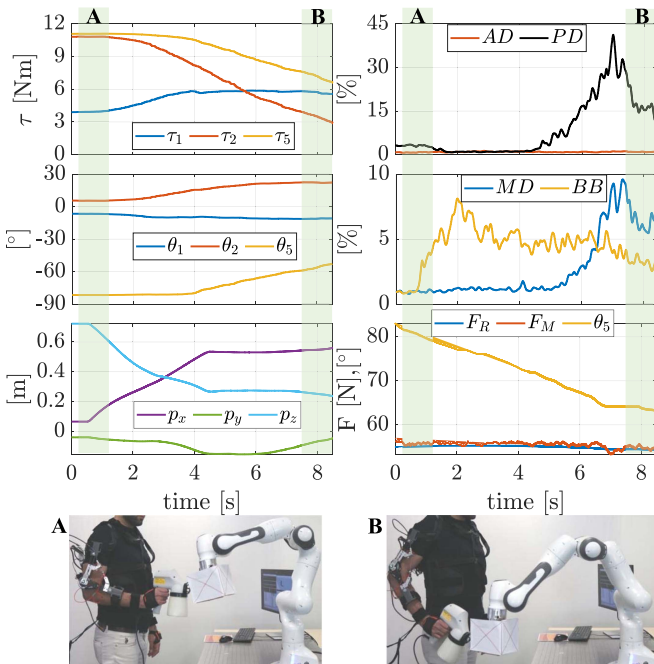 A
B
12
9
6
3
0
τ [Nm]
τ1 τ2 τ5
30
0
-30
-60
-90
[°]
θ1 θ2 θ5
0.6
0.4
0.2
0
[m]
px py pz
0 2 4 6 8
time [s]
A
B
45
30
15
0
[%]
AD PD
10
5
0
[%]
MD BB
80
70
60
F [N],[°]
FR FM θ5
0 2 4 6 8
time [s]
A
B